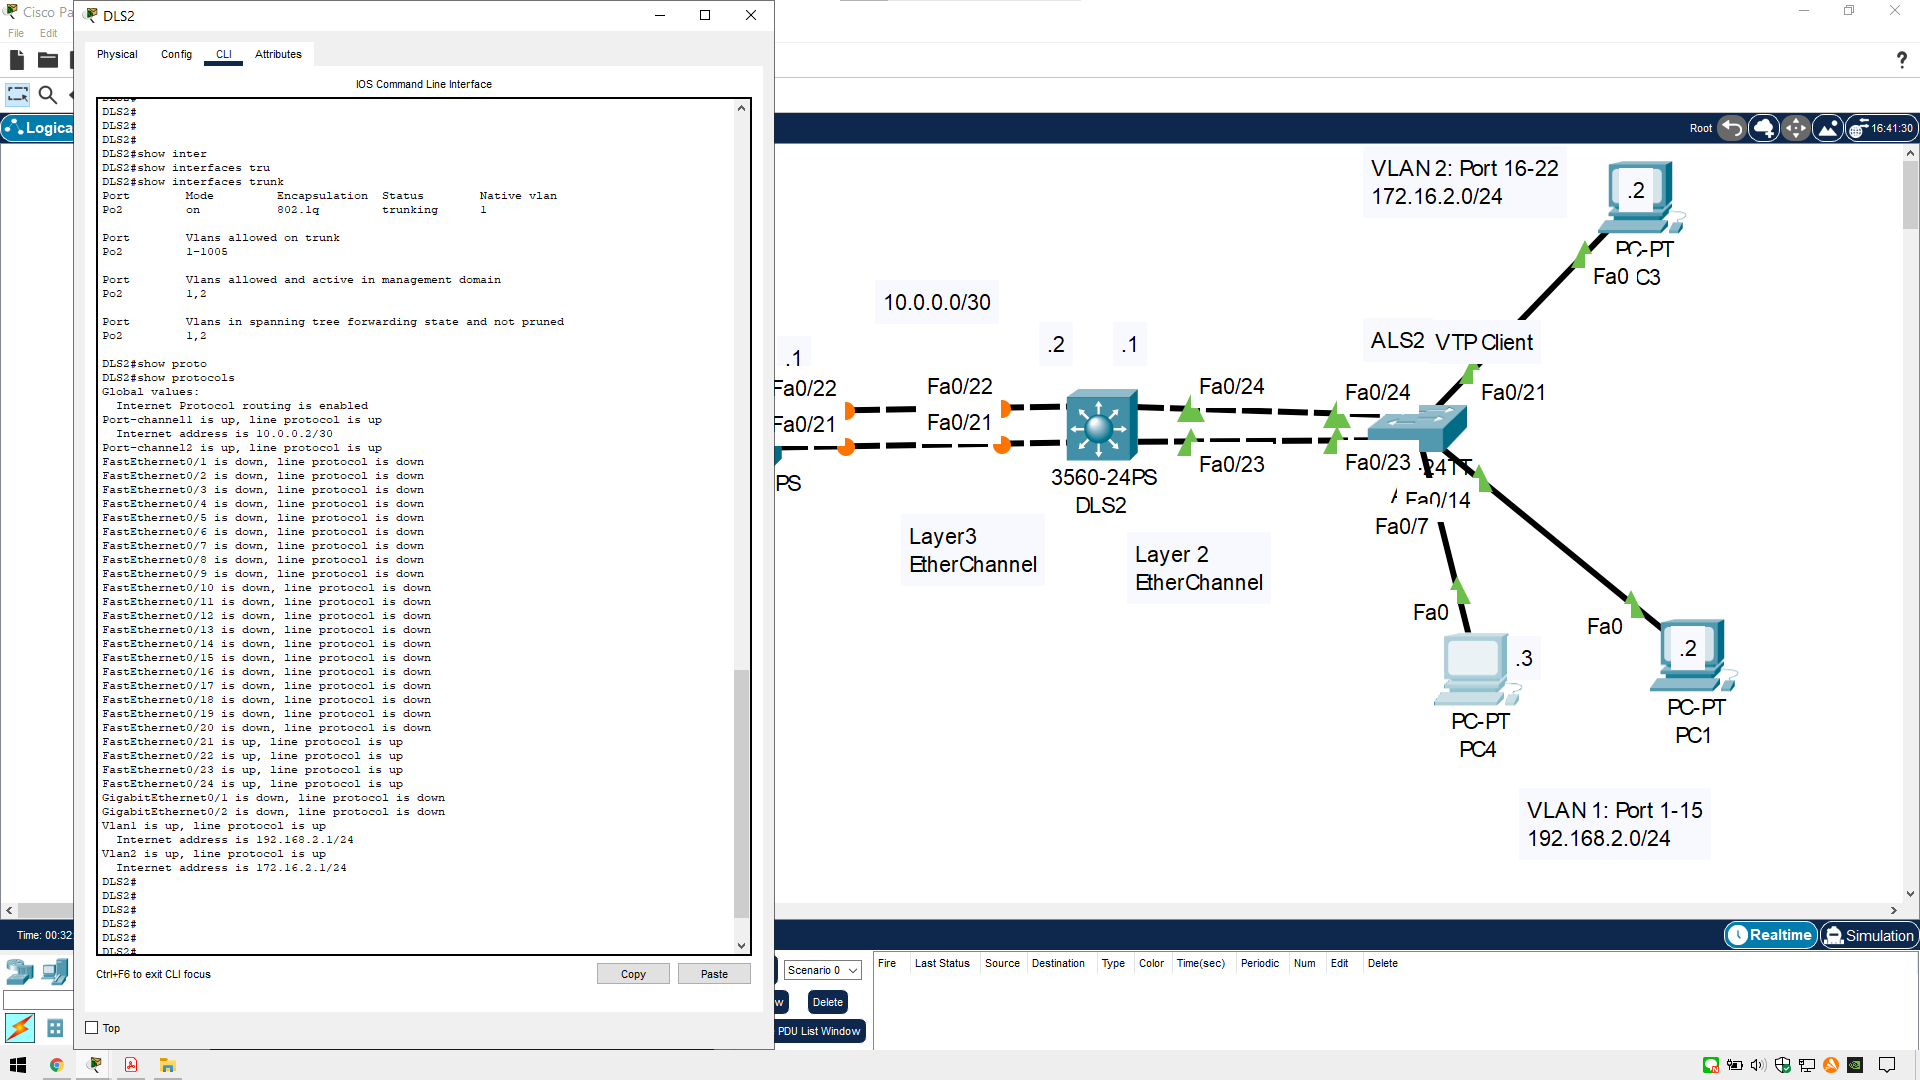 Cisco Pa
DLS2
File Edit
Physical Config CLI Attributes
IOS Command Line Interface
Logica
Root
16:41:30
DLS2#
DLS2#
DLS2#
DLS2#
DLS2#show inter
DLS2#show interfaces tru
DLS2#show interfaces trunk
Port Mode Encapsulation Status Native vlan
Po2 on 802.1q trunking 1
Port Vlans allowed on trunk
Po2 1-1005
Port Vlans allowed and active in management domain
Po2 1,2
Port Vlans in spanning tree forwarding state and not pruned
Po2 1,2
DLS2#show proto
DLS2#show protocols
Global values:
Internet Protocol routing is enabled
Port-channel1 is up, line protocol is up
Internet address is 10.0.0.2/30
Port-channel2 is up, line protocol is up
FastEthernet0/1 is down, line protocol is down
FastEthernet0/2 is down, line protocol is down
FastEthernet0/3 is down, line protocol is down
FastEthernet0/4 is down, line protocol is down
FastEthernet0/5 is down, line protocol is down
FastEthernet0/6 is down, line protocol is down
FastEthernet0/7 is down, line protocol is down
FastEthernet0/8 is down, line protocol is down
FastEthernet0/9 is down, line protocol is down
FastEthernet0/10 is down, line protocol is down
FastEthernet0/11 is down, line protocol is down
FastEthernet0/12 is down, line protocol is down
FastEthernet0/13 is down, line protocol is down
FastEthernet0/14 is down, line protocol is down
FastEthernet0/15 is down, line protocol is down
FastEthernet0/16 is down, line protocol is down
FastEthernet0/17 is down, line protocol is down
FastEthernet0/18 is down, line protocol is down
FastEthernet0/19 is down, line protocol is down
FastEthernet0/20 is down, line protocol is down
FastEthernet0/21 is up, line protocol is up
FastEthernet0/22 is up, line protocol is up
FastEthernet0/23 is up, line protocol is up
FastEthernet0/24 is up, line protocol is up
GigabitEthernet0/1 is down, line protocol is down
GigabitEthernet0/2 is down, line protocol is down
Vlan1 is up, line protocol is up
Internet address is 192.168.2.1/24
Vlan2 is up, line protocol is up
Internet address is 172.16.2.1/24
DLS2#
DLS2#
DLS2#
DLS2#
DLS2#
DLS2#
Ctrl+F6 to exit CLI focus
Copy Paste
Top
VLAN 2: Port 16-22
172.16.2.0/24
.2
PC-PT
Fa0 C3
10.0.0.0/30
.1
.2
.1
ALS2 VTP Client
Fa0/22
Fa0/22
Fa0/24
Fa0/24
Fa0/21
Fa0/21
Fa0/21
PS
3560-24PS
DLS2
Fa0/23
Fa0/23
24TT
Fa0/14
Fa0/7
Layer3
EtherChannel
Layer 2
EtherChannel
Fa0
Fa0
.3
PC-PT
PC4
.2
PC-PT
PC1
VLAN 1: Port 1-15
192.168.2.0/24
Time: 00:32
Realtime Simulation
Scenario 0
Fire Last Status Source Destination Type Color Time(sec) Periodic Num Edit Delete
w Delete
PDU List Window